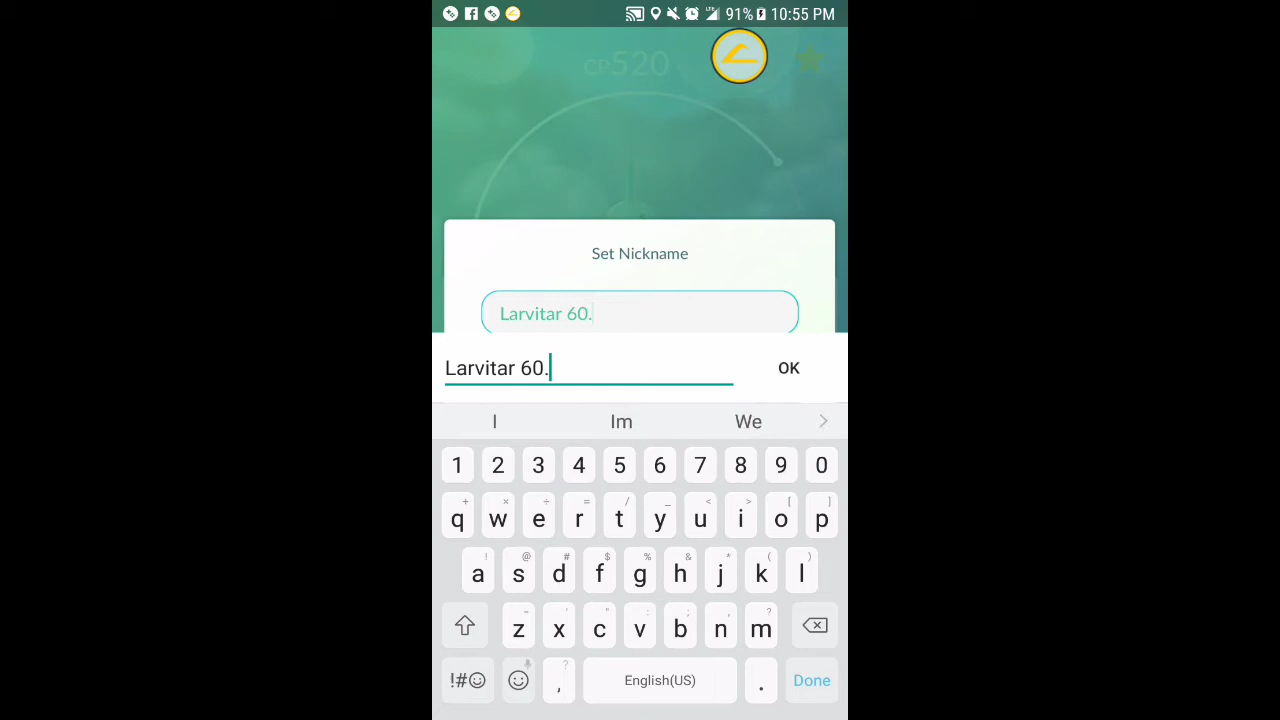 LTE 91% 10:55 PM
CP520
Set Nickname
Larvitar 60.
Larvitar 60. OK
I Im We
1 2 3 4 5 6 7 8 9 0
+ × ÷ = / _ < > [ ]
q w e r t y u i o p
! @ # $ % & * ( )
a s d f g h j k l
- ' " : ; , ?
z x c v b n m
?
!#☺ , English(US) . Done